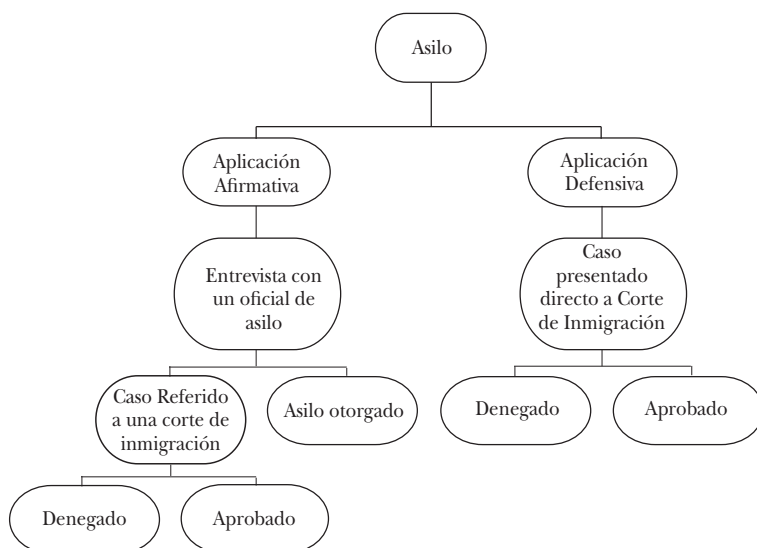 Asilo
Aplicación
Afirmativa
Aplicación
Defensiva
Entrevista con
un oficial de
asilo
Caso
presentado
directo a Corte
de Inmigración
Caso Referido
a una corte de
inmigración
Asilo otorgado
Denegado
Aprobado
Denegado
Aprobado